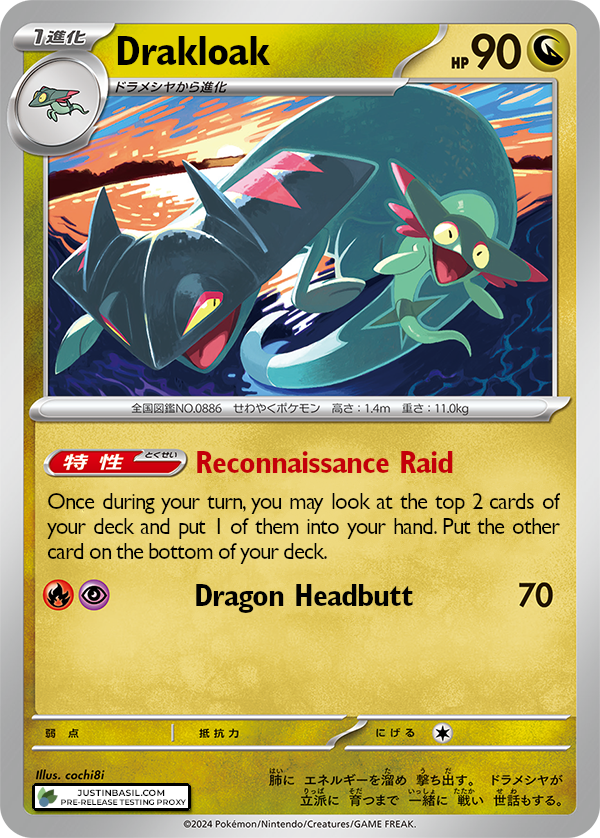 1進化
Drakloak
HP 90
ドラメシヤから進化
全国図鑑NO.0886 せわやくポケモン 高さ：1.4m 重さ：11.0kg
特性 とくせい Reconnaissance Raid
Once during your turn, you may look at the top 2 cards of
your deck and put 1 of them into your hand. Put the other
card on the bottom of your deck.
Dragon Headbutt 70
弱点 抵抗力 にげる
Illus. cochi8i
JUSTINBASIL.COM
PRE-RELEASE TESTING PROXY
肺に エネルギーを溜め 撃ち出す。 ドラメシヤが
立派に 育つまで 一緒に 戦い 世話もする。
©2024 Pokémon/Nintendo/Creatures/GAME FREAK.